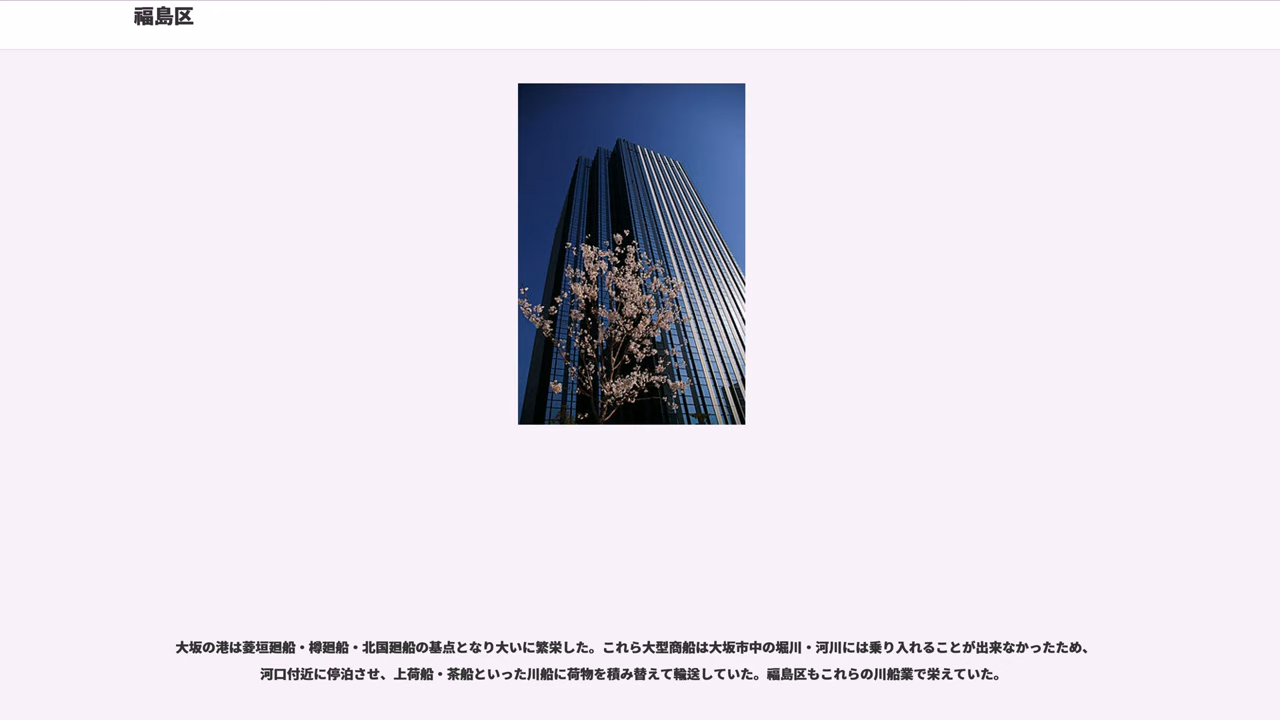 福島区
大坂の港は菱垣廻船・樽廻船・北国廻船の基点となり大いに繁栄した。これら大型商船は大坂市中の堀川・河川には乗り入れることが出来なかったため、
河口付近に停泊させ、上荷船・茶船といった川船に荷物を積み替えて輸送していた。福島区もこれらの川船業で栄えていた。